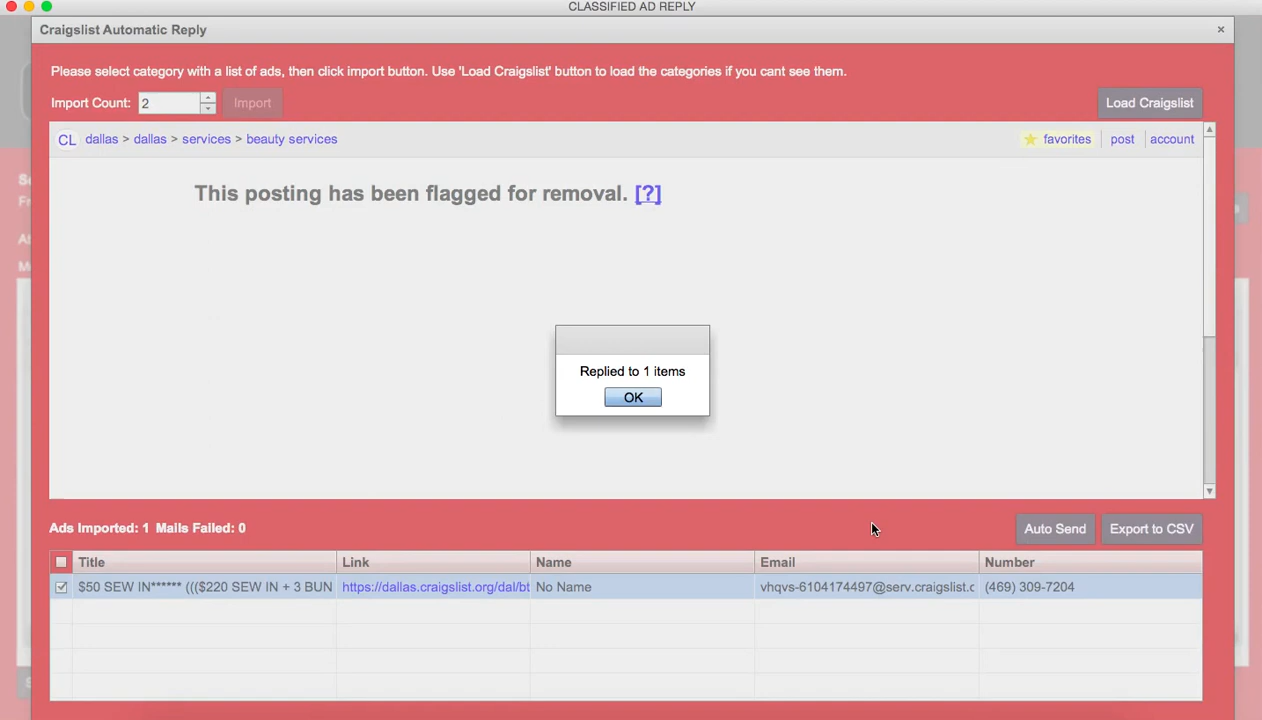 CLASSIFIED AD REPLY
Craigslist Automatic Reply
Please select category with a list of ads, then click import button. Use 'Load Craigslist' button to load the categories if you cant see them.
Import Count: 2 Import Load Craigslist
CL dallas > dallas > services > beauty services favorites post account
This posting has been flagged for removal. [?]
Replied to 1 items
OK
Ads Imported: 1 Mails Failed: 0 Auto Send Export to CSV
Title Link Name Email Number
$50 SEW IN****** ((($220 SEW IN + 3 BUN https://dallas.craigslist.org/dal/bt No Name vhqvs-6104174497@serv.craigslist.c (469) 309-7204